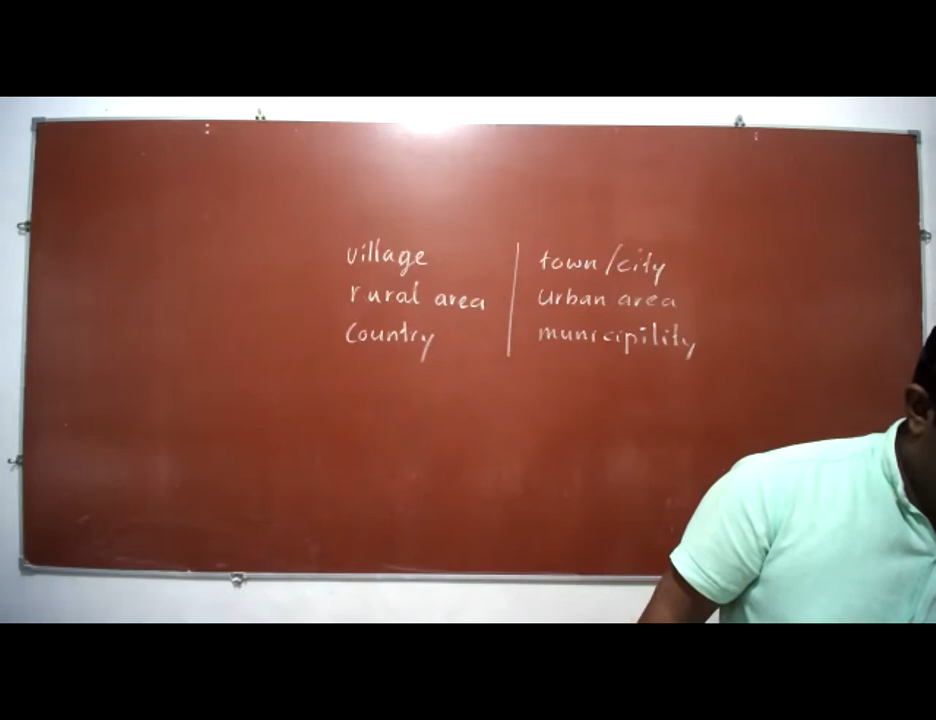 village
rural area
Country
town/city
urban area
municipility